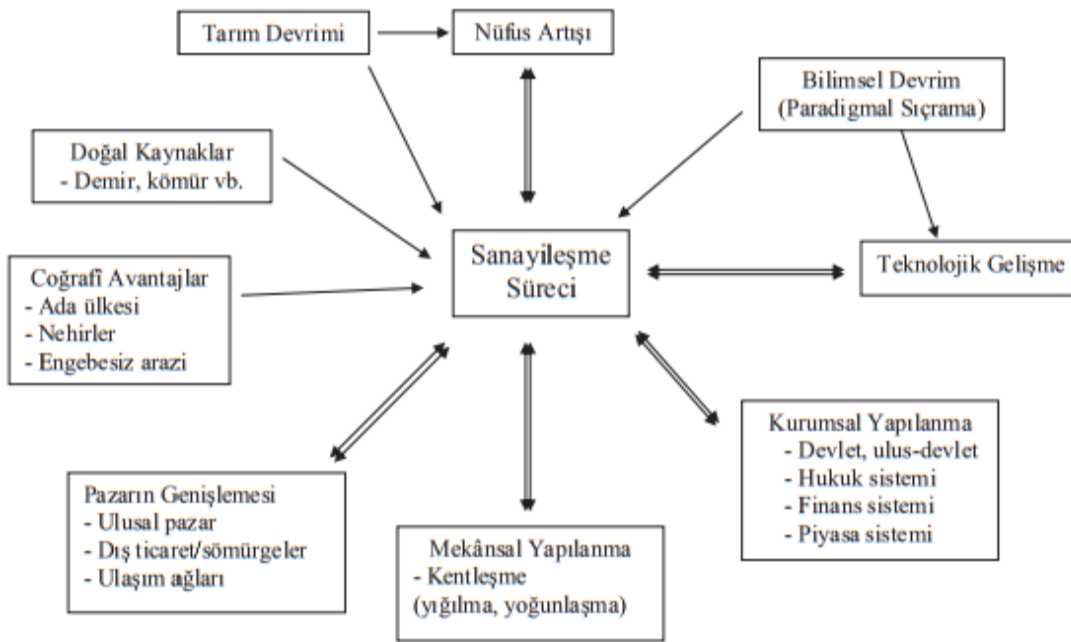 Tarım Devrimi
Nüfus Artışı
Bilimsel Devrim
(Paradigmal Sıçrama)
Doğal Kaynaklar
- Demir, kömür vb.
Sanayileşme
Süreci
Teknolojik Gelişme
Coğrafî Avantajlar
- Ada ülkesi
- Nehirler
- Engebesiz arazi
Kurumsal Yapılanma
- Devlet, ulus-devlet
- Hukuk sistemi
- Finans sistemi
- Piyasa sistemi
Pazarın Genişlemesi
- Ulusal pazar
- Dış ticaret/sömürgeler
- Ulaşım ağları
Mekânsal Yapılanma
- Kentleşme
(yığılma, yoğunlaşma)